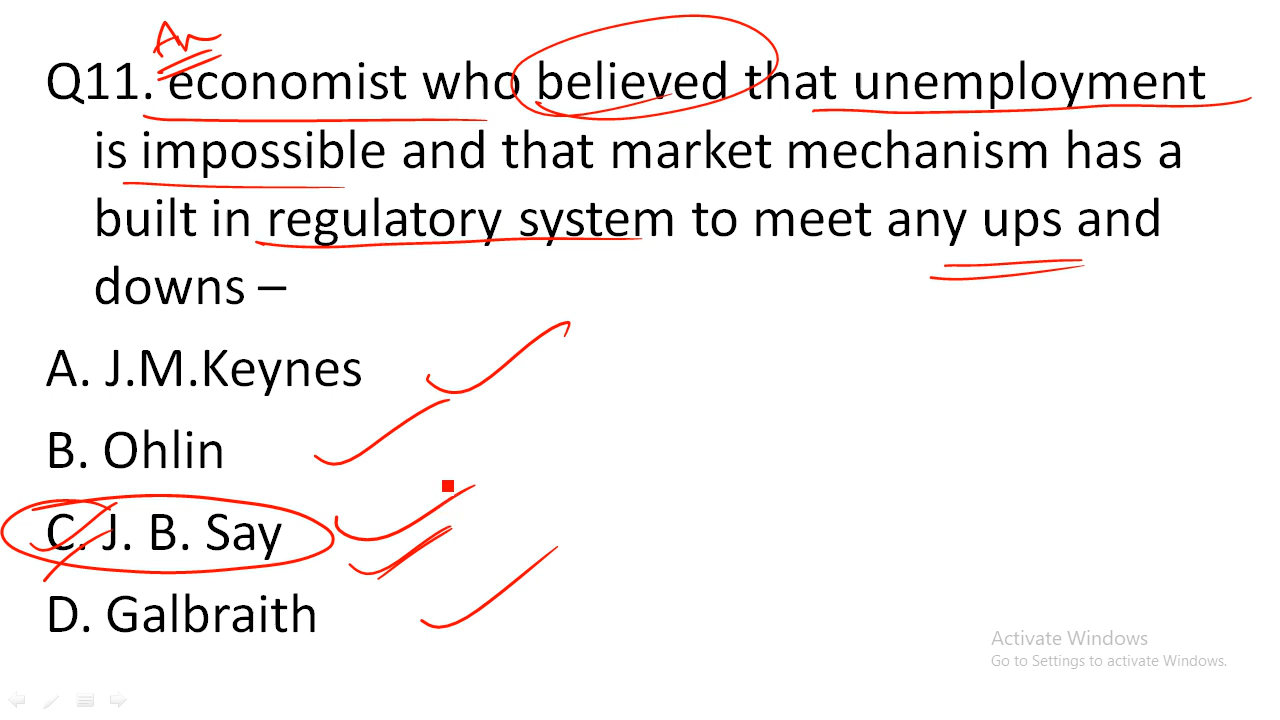 An
Q11. economist who believed that unemployment
is impossible and that market mechanism has a
built in regulatory system to meet any ups and
downs –
A. J.M.Keynes
B. Ohlin
C. J. B. Say
D. Galbraith
Activate Windows
Go to Settings to activate Windows.